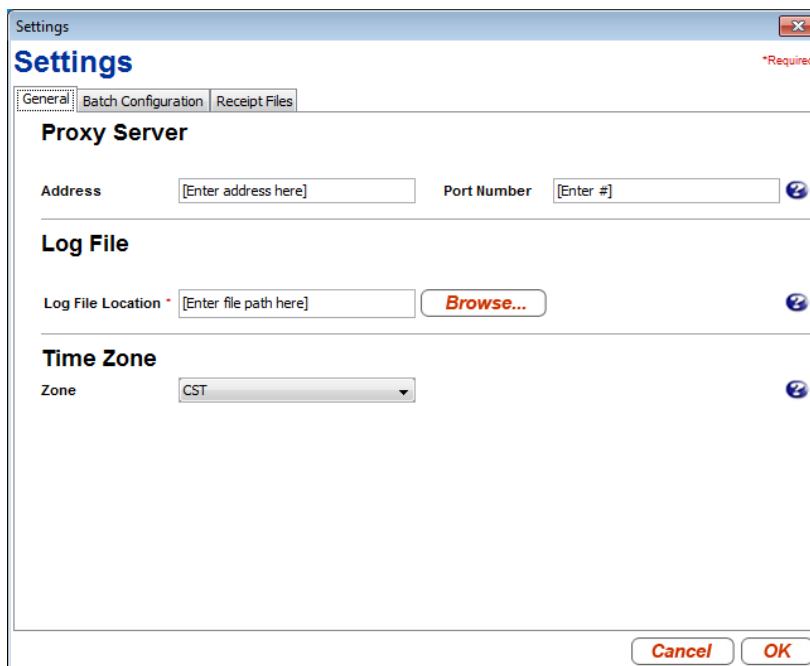 Settings
Settings
*Required
General Batch Configuration Receipt Files
Proxy Server
Address [Enter address here] Port Number [Enter #]
Log File
Log File Location * [Enter file path here] Browse...
Time Zone
Zone CST
Cancel OK